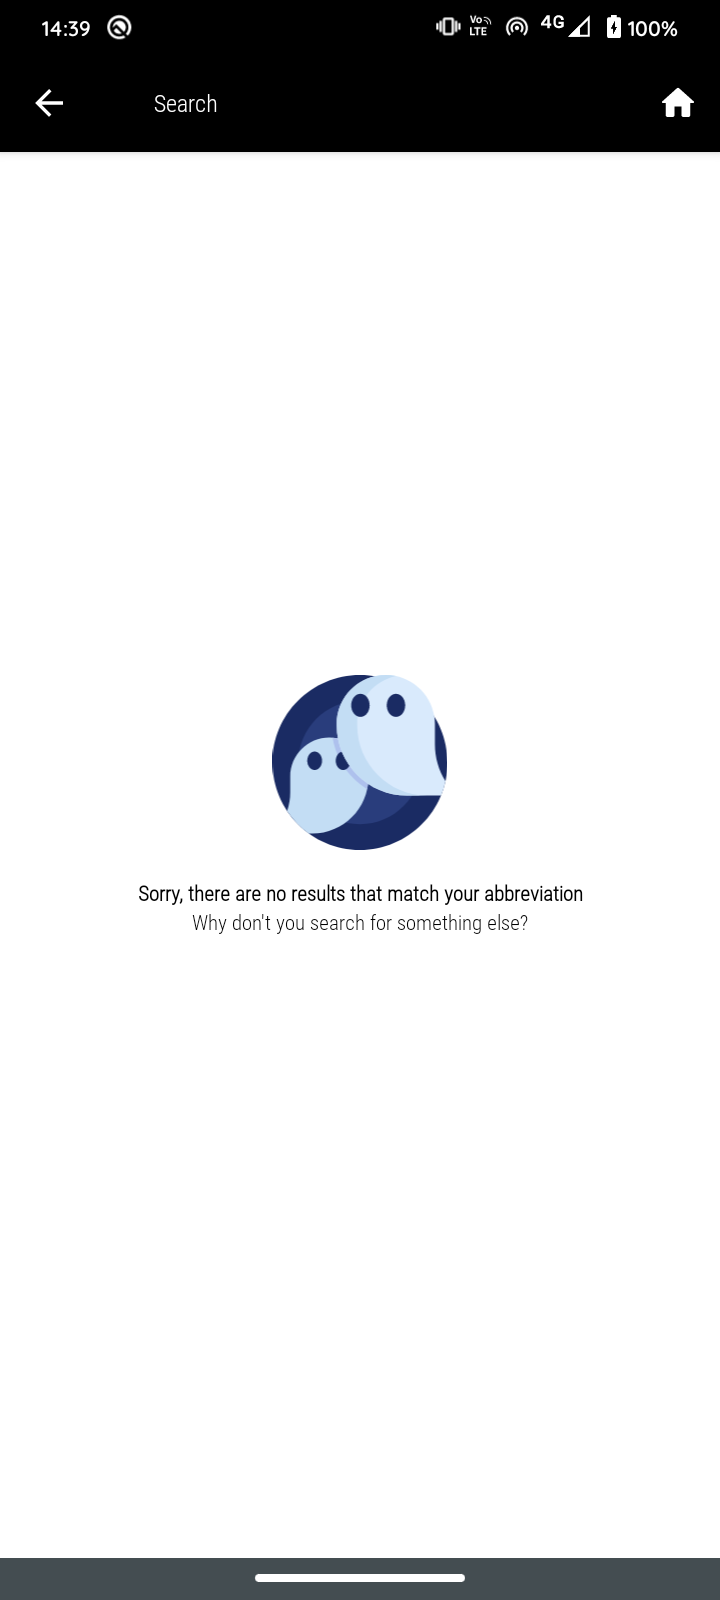 14:39
Vo LTE 4G 100%
Search
Sorry, there are no results that match your abbreviation
Why don't you search for something else?